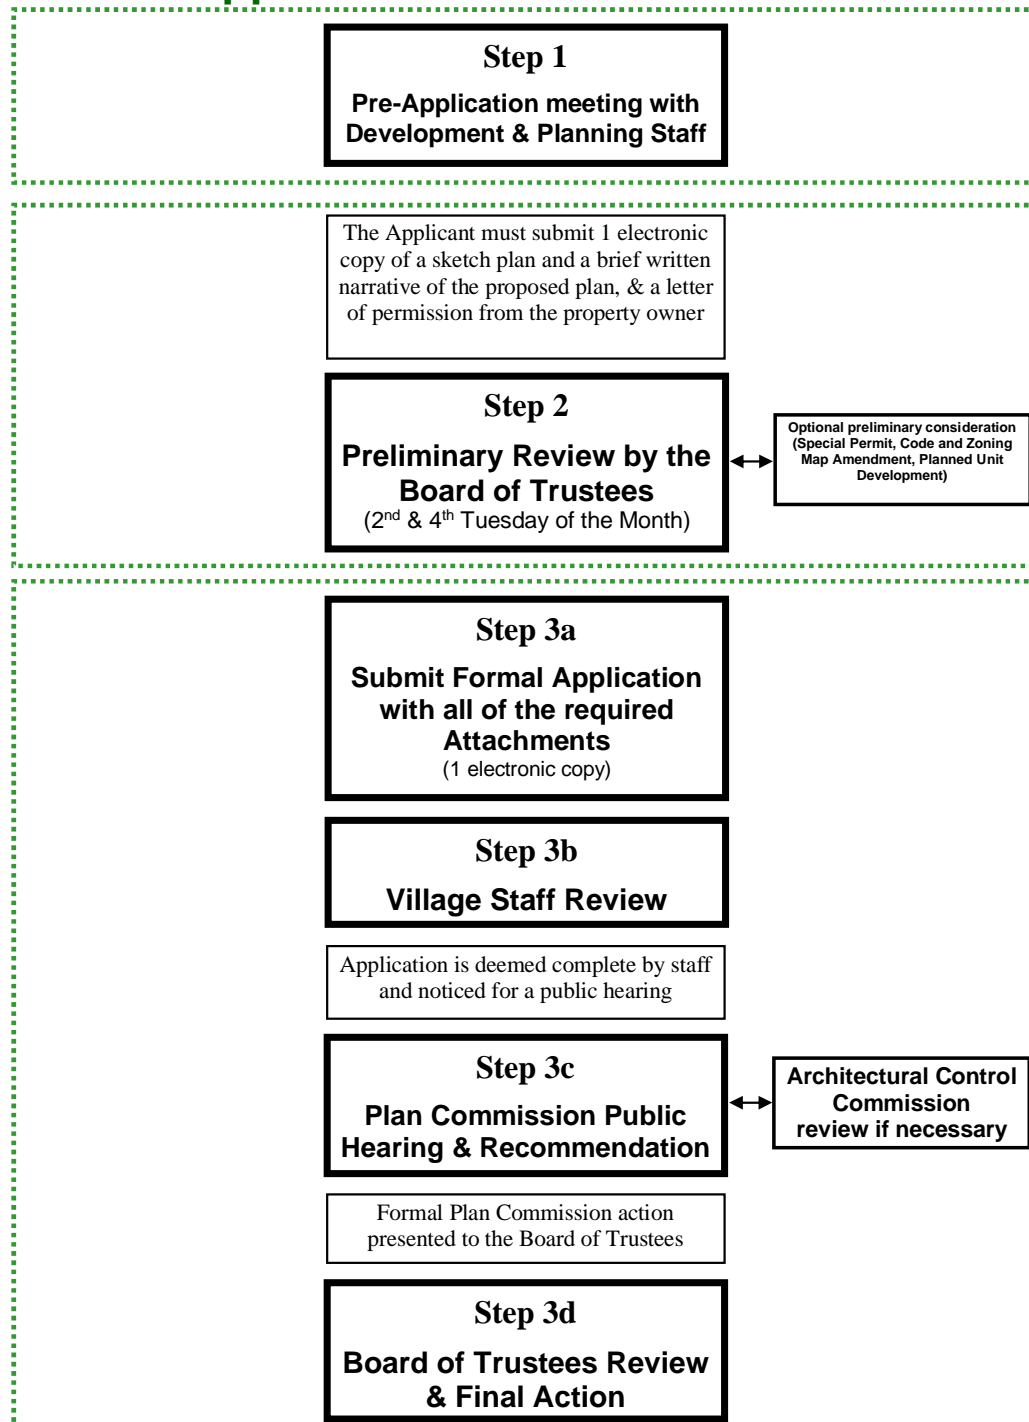 Step 1
Pre-Application meeting with
Development & Planning Staff
The Applicant must submit 1 electronic
copy of a sketch plan and a brief written
narrative of the proposed plan, & a letter
of permission from the property owner
Step 2
Preliminary Review by the
Board of Trustees
(2nd & 4th Tuesday of the Month)
Optional preliminary consideration
(Special Permit, Code and Zoning
Map Amendment, Planned Unit
Development)
Step 3a
Submit Formal Application
with all of the required
Attachments
(1 electronic copy)
Step 3b
Village Staff Review
Application is deemed complete by staff
and noticed for a public hearing
Step 3c
Plan Commission Public
Hearing & Recommendation
Architectural Control
Commission
review if necessary
Formal Plan Commission action
presented to the Board of Trustees
Step 3d
Board of Trustees Review
& Final Action